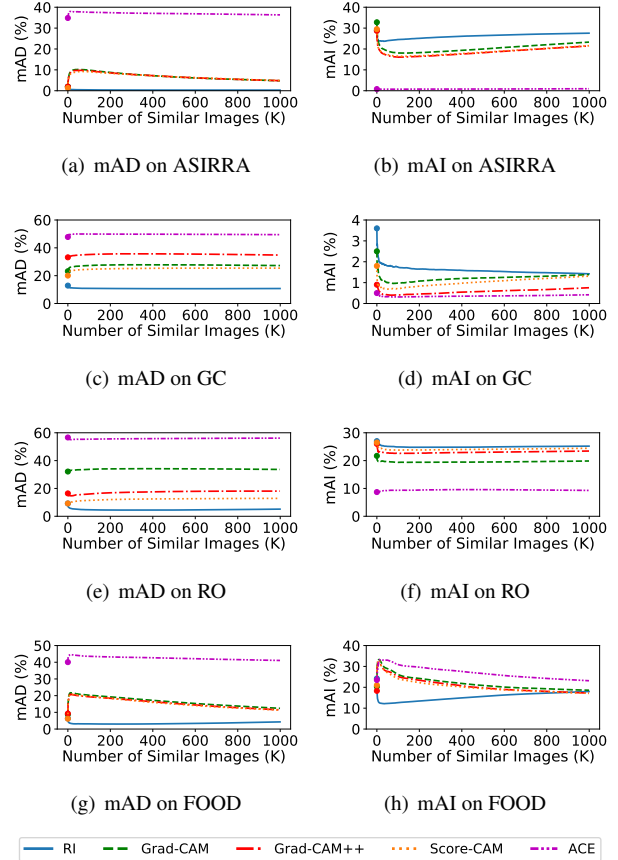 mAD (%)
40
30
20
10
0
0 200 400 600 800 1000
Number of Similar Images (K)
(a) mAD on ASIRRA
mAI (%)
40
30
20
10
0
0 200 400 600 800 1000
Number of Similar Images (K)
(b) mAI on ASIRRA
mAD (%)
60
40
20
0
0 200 400 600 800 1000
Number of Similar Images (K)
(c) mAD on GC
mAI (%)
4
3
2
1
0
0 200 400 600 800 1000
Number of Similar Images (K)
(d) mAI on GC
mAD (%)
60
40
20
0
0 200 400 600 800 1000
Number of Similar Images (K)
(e) mAD on RO
mAI (%)
30
20
10
0
0 200 400 600 800 1000
Number of Similar Images (K)
(f) mAI on RO
mAD (%)
50
40
30
20
10
0
0 200 400 600 800 1000
Number of Similar Images (K)
(g) mAD on FOOD
mAI (%)
40
30
20
10
0
0 200 400 600 800 1000
Number of Similar Images (K)
(h) mAI on FOOD
RI Grad-CAM Grad-CAM++ Score-CAM ACE